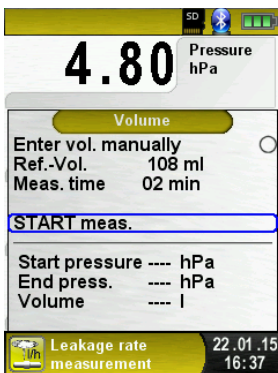 SD
4.80 Pressure
hPa
Volume
Enter vol. manually
Ref.-Vol. 108 ml
Meas. time 02 min
START meas.
Start pressure ---- hPa
End press. ---- hPa
Volume ---- l
l/h
Leakage rate 22.01.15
measurement 16:37